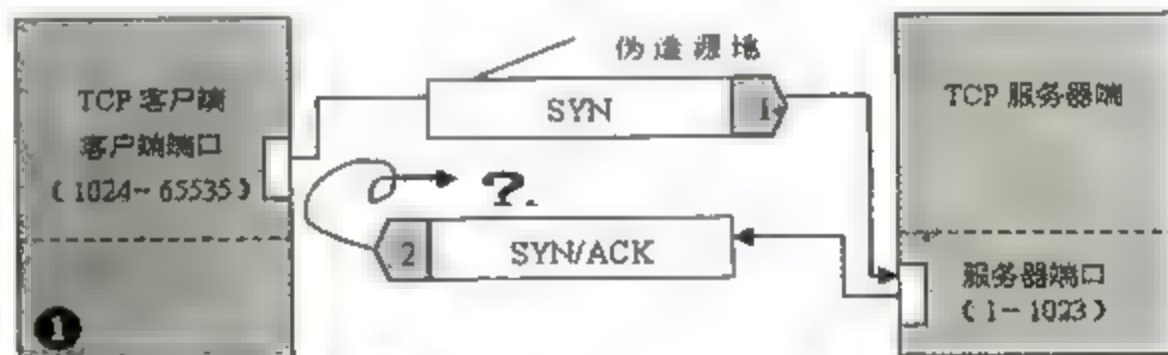 伪造源地
TCP 客户端
客户端端口
(1024~65535)
SYN
1
TCP 服务器端
?.
2
SYN/ACK
服务器端口
(1~1023)
1